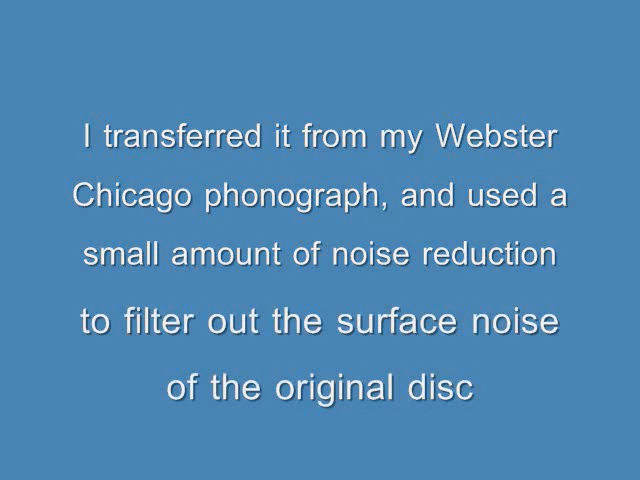 I transferred it from my Webster
Chicago phonograph, and used a
small amount of noise reduction
to filter out the surface noise
of the original disc